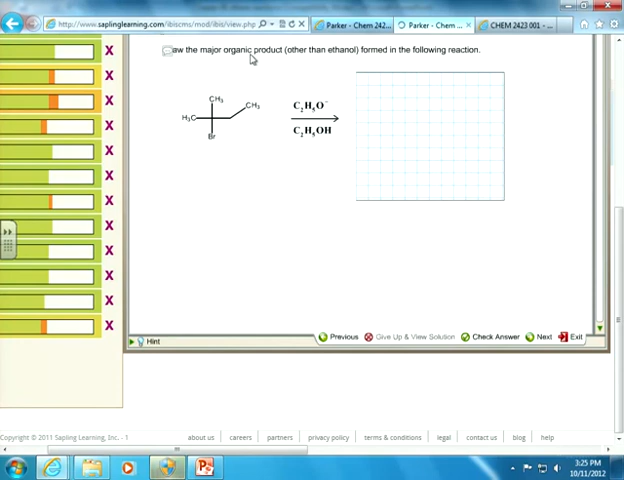 www.saplinglearning.com/ibiscms/mod/ibis/view.php
Parker - Chem 242...
Parker - Chem ...
CHEM 2423 001 - ...
aw the major organic product (other than ethanol) formed in the following reaction.
CH₃
CH₃
H₃C
Br
C₂H₅O⁻
C₂H₅OH
X
X
X
X
X
X
X
X
X
X
X
X
Hint
Previous
Give Up & View Solution
Check Answer
Next
Exit
Copyright © 2011 Sapling Learning, Inc. - 1
about us
careers
partners
privacy policy
terms & conditions
legal
contact us
blog
help
3:25 PM
10/11/2012